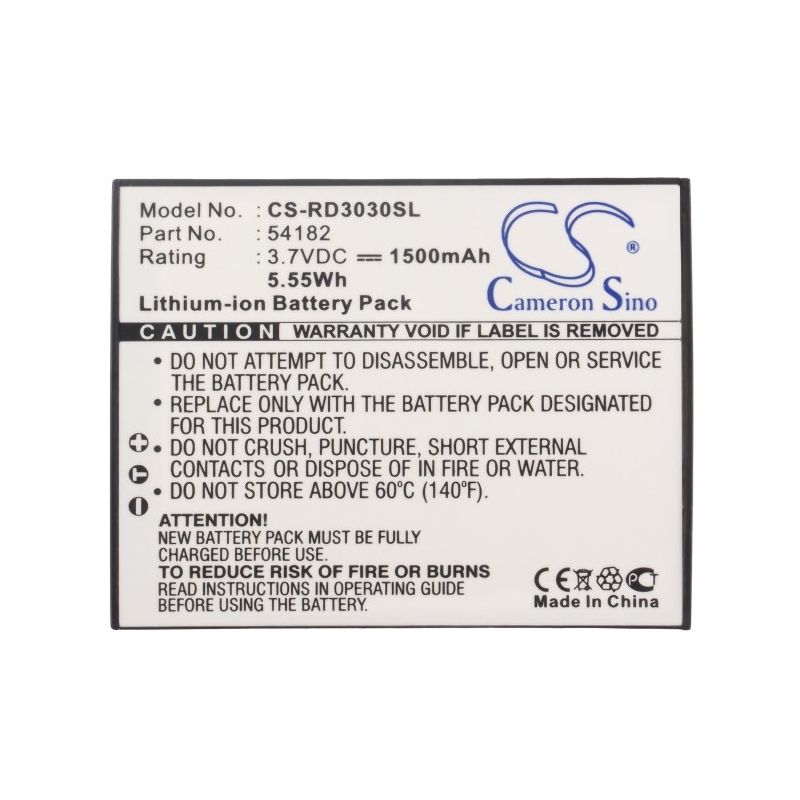 Model No. : CS-RD3030SL
Part No. : 54182
Rating : 3.7VDC 1500mAh
5.55Wh
Lithium-ion Battery Pack
CS ®
Cameron Sino
CAUTION WARRANTY VOID IF LABEL IS REMOVED
• DO NOT ATTEMPT TO DISASSEMBLE, OPEN OR SERVICE
THE BATTERY PACK.
• REPLACE ONLY WITH THE BATTERY PACK DESIGNATED
FOR THIS PRODUCT.
• DO NOT CRUSH, PUNCTURE, SHORT EXTERNAL
CONTACTS OR DISPOSE OF IN FIRE OR WATER.
• DO NOT STORE ABOVE 60°C (140°F).
+
T
-
ATTENTION!
NEW BATTERY PACK MUST BE FULLY
CHARGED BEFORE USE.
TO REDUCE RISK OF FIRE OR BURNS
READ INSTRUCTIONS IN OPERATING GUIDE
BEFORE USING THE BATTERY.
CE PCT
Made In China